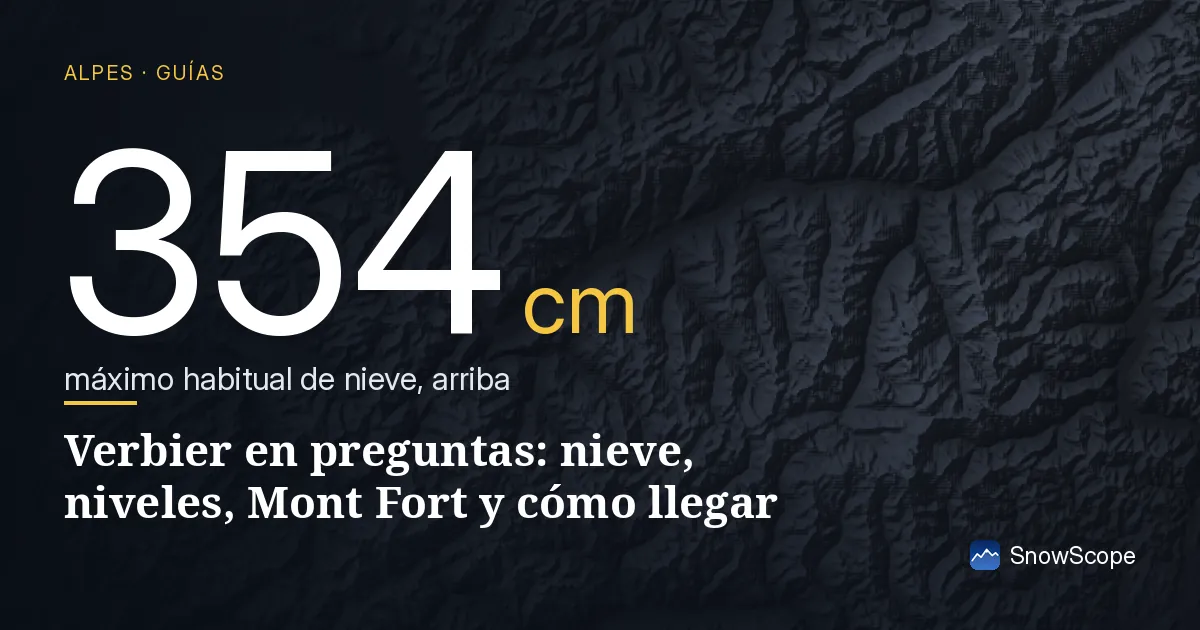 ALPES · GUÍAS
354 cm
máximo habitual de nieve, arriba
Verbier en preguntas: nieve,
niveles, Mont Fort y cómo llegar
SnowScope